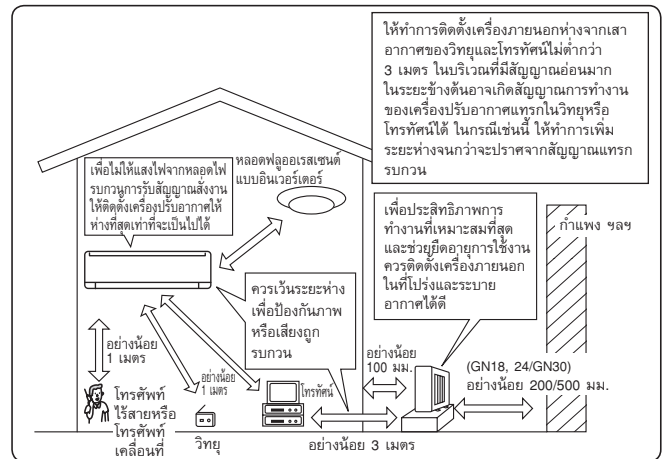 ให้ทำการติดตั้งเครื่องภายนอกห่างจากเสา
อากาศของวิทยุและโทรทัศน์ไม่ต่ำกว่า
3 เมตร ในบริเวณที่มีสัญญาณอ่อนมาก
ในระยะข้างต้นอาจเกิดสัญญาณการทำงาน
ของเครื่องปรับอากาศแทรกในวิทยุหรือ
โทรทัศน์ได้ ในกรณีเช่นนี้ ให้ทำการเพิ่ม
ระยะห่างจนกว่าจะปราศจากสัญญาณแทรก
รบกวน
เพื่อไม่ให้แสงไฟจากหลอดไฟ
รบกวนการรับสัญญาณสั่งงาน
ให้ติดตั้งเครื่องปรับอากาศให้
ห่างที่สุดเท่าที่จะเป็นไปได้
หลอดฟลูออเรสเซนต์
แบบอินเวอร์เตอร์
เพื่อประสิทธิภาพการ
ทำงานที่เหมาะสมที่สุด
และช่วยยืดอายุการใช้งาน
ควรติดตั้งเครื่องภายนอก
ในที่โปร่งและระบาย
อากาศได้ดี
กำแพง ฯลฯ
ควรเว้นระยะห่าง
เพื่อป้องกันภาพ
หรือเสียงถูก
รบกวน
อย่างน้อย
1 เมตร
อย่างน้อย
1 เมตร
โทรทัศน์
อย่างน้อย
100 มม.
(GN18, 24/GN30)
อย่างน้อย 200/500 มม.
โทรศัพท์
ไร้สายหรือ
โทรศัพท์
เคลื่อนที่
วิทยุ
อย่างน้อย 3 เมตร